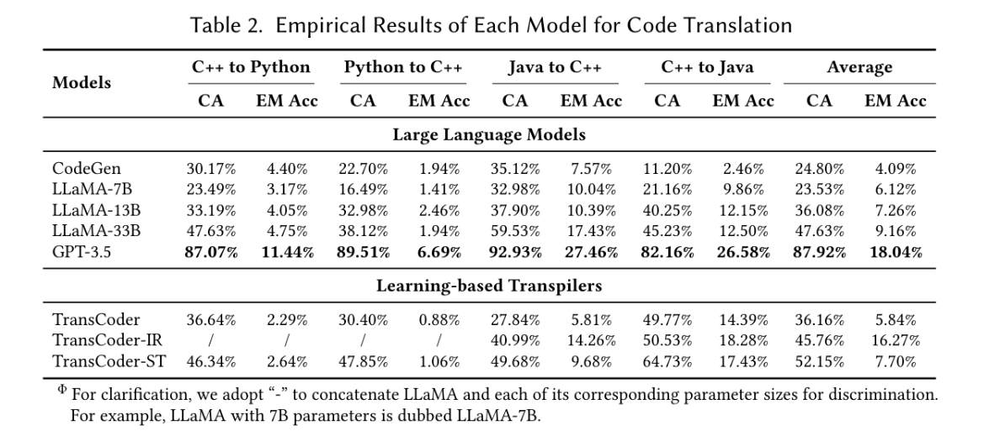 Table 2. Empirical Results of Each Model for Code Translation
Models C++ to Python Python to C++ Java to C++ C++ to Java Average
CA EM Acc CA EM Acc CA EM Acc CA EM Acc CA EM Acc
Large Language Models
CodeGen 30.17% 4.40% 22.70% 1.94% 35.12% 7.57% 11.20% 2.46% 24.80% 4.09%
LLaMA-7B 23.49% 3.17% 16.49% 1.41% 32.98% 10.04% 21.16% 9.86% 23.53% 6.12%
LLaMA-13B 33.19% 4.05% 32.98% 2.46% 37.90% 10.39% 40.25% 12.15% 36.08% 7.26%
LLaMA-33B 47.63% 4.75% 38.12% 1.94% 59.53% 17.43% 45.23% 12.50% 47.63% 9.16%
GPT-3.5 87.07% 11.44% 89.51% 6.69% 92.93% 27.46% 82.16% 26.58% 87.92% 18.04%
Learning-based Transpilers
TransCoder 36.64% 2.29% 30.40% 0.88% 27.84% 5.81% 49.77% 14.39% 36.16% 5.84%
TransCoder-IR / / / / 40.99% 14.26% 50.53% 18.28% 45.76% 16.27%
TransCoder-ST 46.34% 2.64% 47.85% 1.06% 49.68% 9.68% 64.73% 17.43% 52.15% 7.70%
Φ For clarification, we adopt “-” to concatenate LLaMA and each of its corresponding parameter sizes for discrimination.
For example, LLaMA with 7B parameters is dubbed LLaMA-7B.